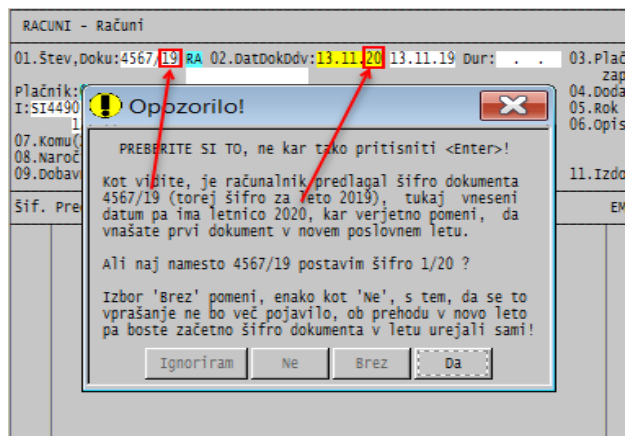 RACUNI - Računi
01.Štev,Doku:4567/19 RA 02.DatDokDdv:13.11.20 13.11.19 Dur: . . 03.Plač
zap
Plačnik:
04.Doda
I:SI4490
05.Rok
1
06.Opis
07.Komu(
08.Naroč
09.Dobav
11.Izdo
Šif. Pre
EM
Opozorilo!
PREBERITE SI TO, ne kar tako pritisniti <Enter>!
Kot vidite, je računalnik predlagal šifro dokumenta
4567/19 (torej šifro za leto 2019), tukaj vneseni
datum pa ima letnico 2020, kar verjetno pomeni, da
vnašate prvi dokument v novem poslovnem letu.
Ali naj namesto 4567/19 postavim šifro 1/20 ?
Izbor 'Brez' pomeni, enako kot 'Ne', s tem, da se to
vprašanje ne bo več pojavilo, ob prehodu v novo leto
pa boste začetno šifro dokumenta v letu urejali sami!
Ignoriram Ne Brez Da